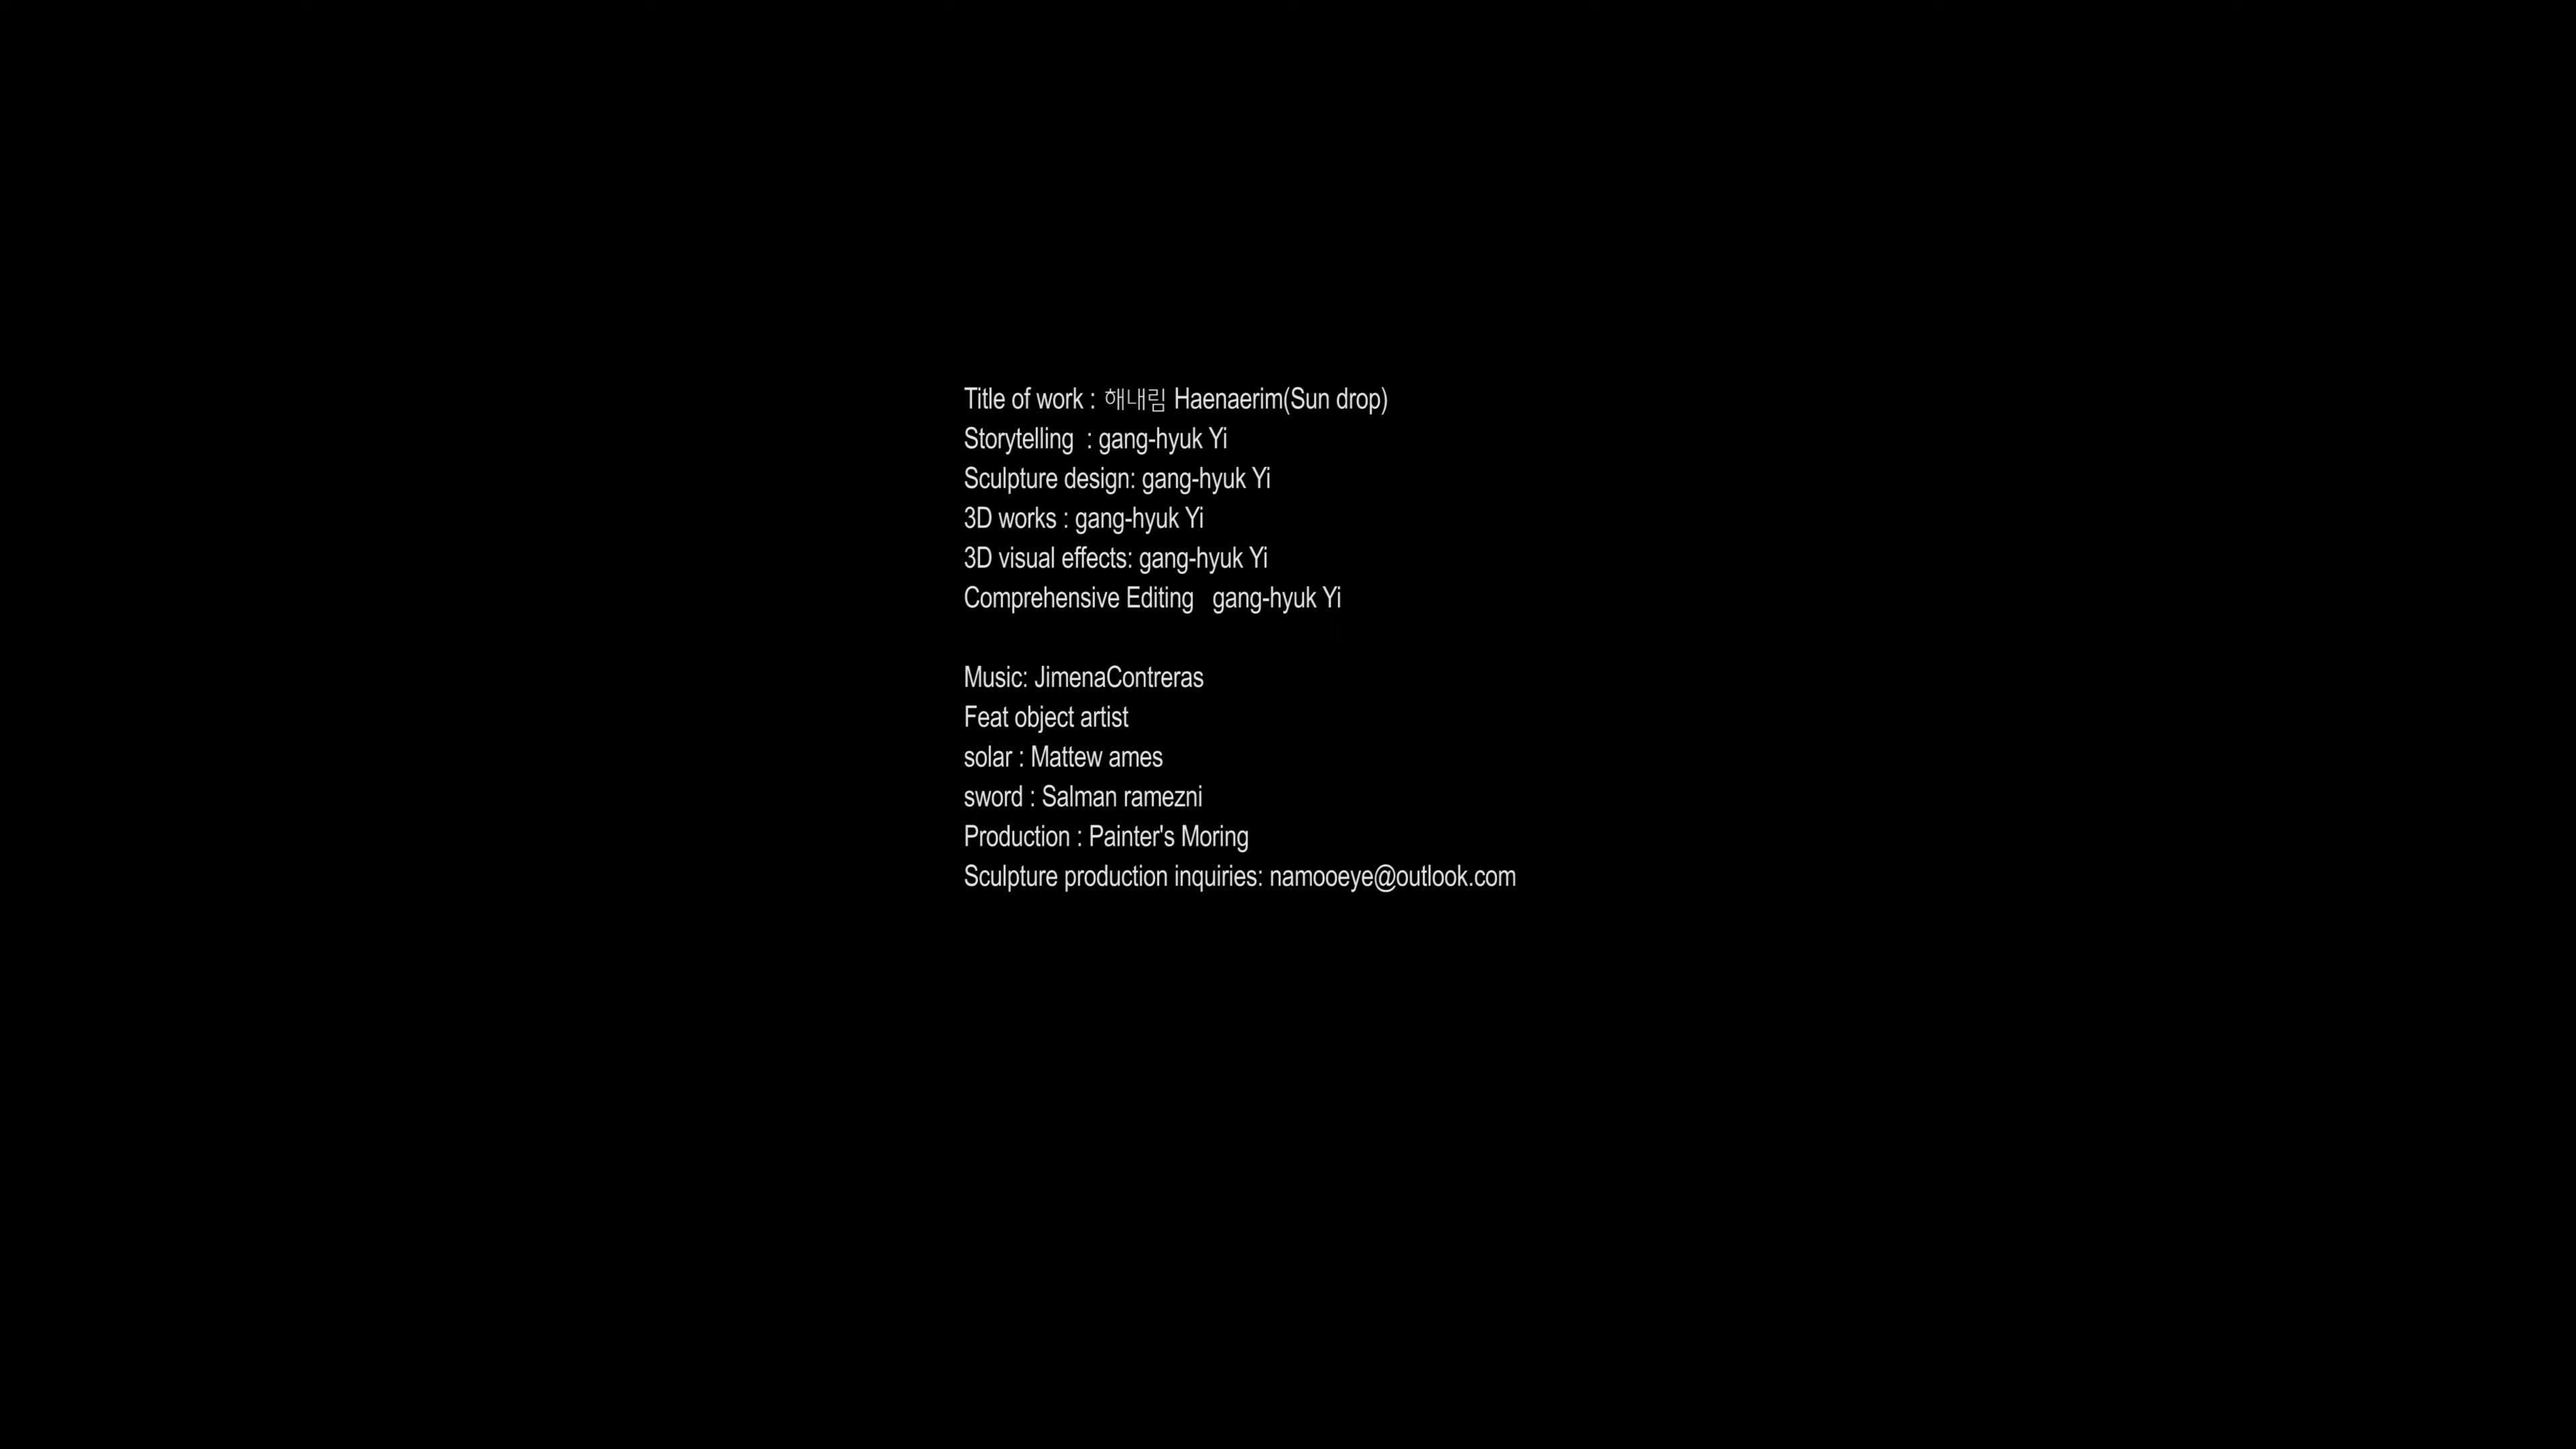 Title of work : 해내림 Haenaerim(Sun drop)
Storytelling  : gang-hyuk Yi
Sculpture design: gang-hyuk Yi
3D works : gang-hyuk Yi
3D visual effects: gang-hyuk Yi
Comprehensive Editing   gang-hyuk Yi
Music: JimenaContreras
Feat object artist
solar : Mattew ames
sword : Salman ramezni
Production : Painter's Moring
Sculpture production inquiries: namooeye@outlook.com